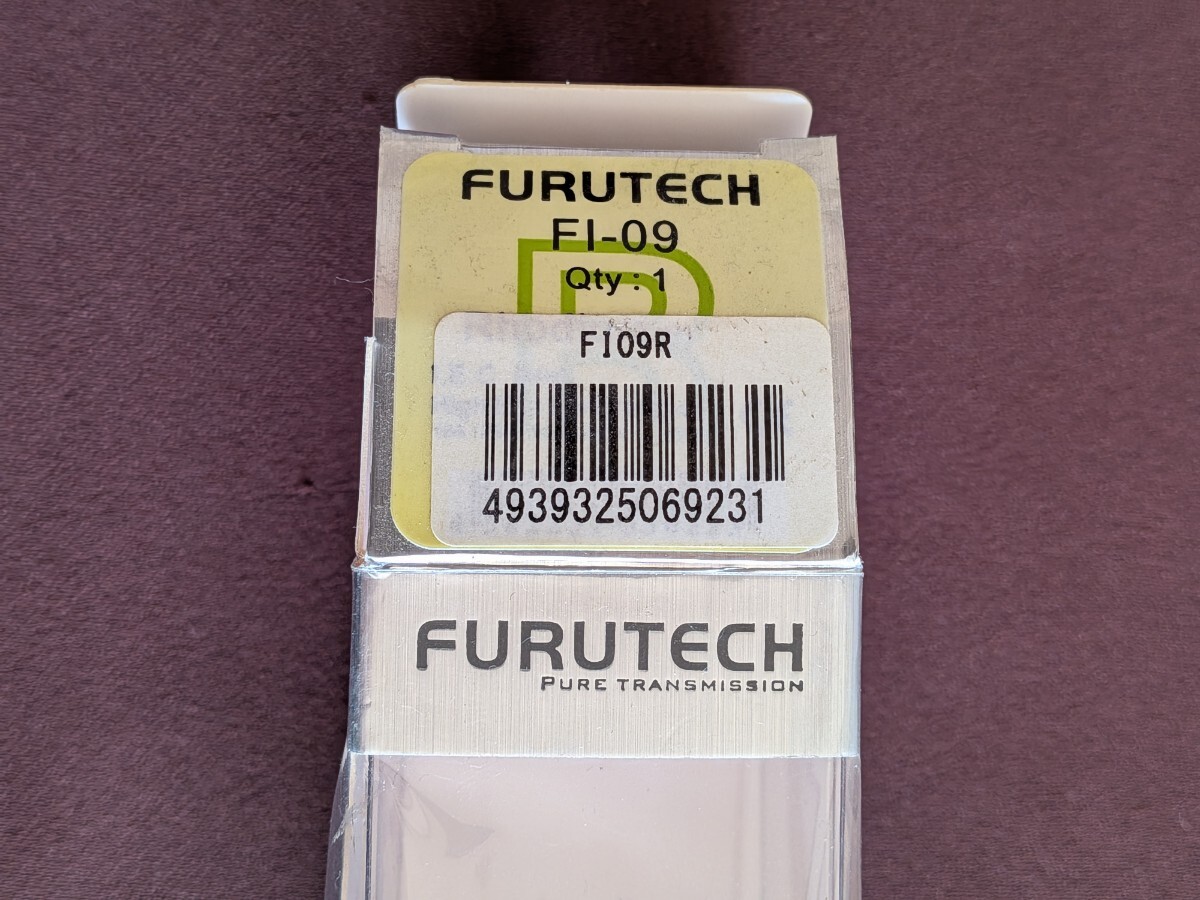 FURUTECH
FI-09
Qty : 1
FI09R
4939325069231
FURUTECH
PURE TRANSMISSION